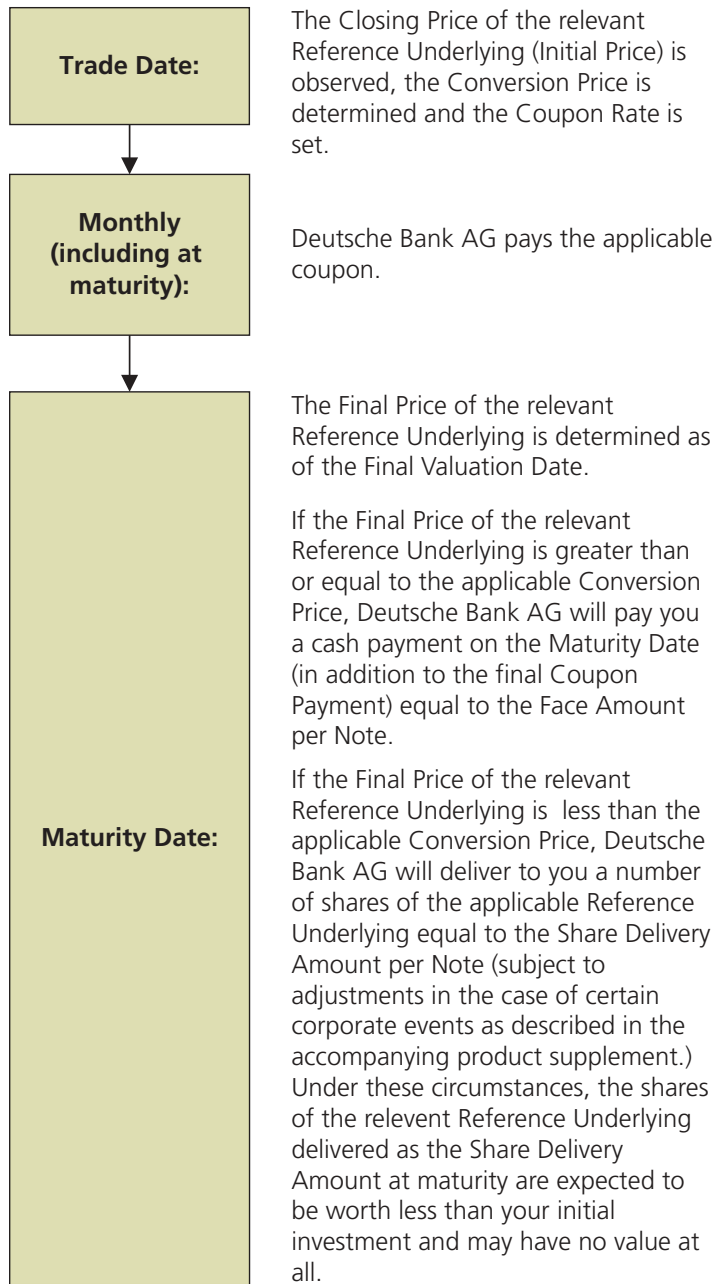 Trade Date:
The Closing Price of the relevant
Reference Underlying (Initial Price) is
observed, the Conversion Price is
determined and the Coupon Rate is
set.
Monthly
(including at
maturity):
Deutsche Bank AG pays the applicable
coupon.
Maturity Date:
The Final Price of the relevant
Reference Underlying is determined as
of the Final Valuation Date.
If the Final Price of the relevant
Reference Underlying is greater than
or equal to the applicable Conversion
Price, Deutsche Bank AG will pay you
a cash payment on the Maturity Date
(in addition to the final Coupon
Payment) equal to the Face Amount
per Note.
If the Final Price of the relevant
Reference Underlying is  less than the
applicable Conversion Price, Deutsche
Bank AG will deliver to you a number
of shares of the applicable Reference
Underlying equal to the Share Delivery
Amount per Note (subject to
adjustments in the case of certain
corporate events as described in the
accompanying product supplement.)
Under these circumstances, the shares
of the relevent Reference Underlying
delivered as the Share Delivery
Amount at maturity are expected to
be worth less than your initial
investment and may have no value at
all.